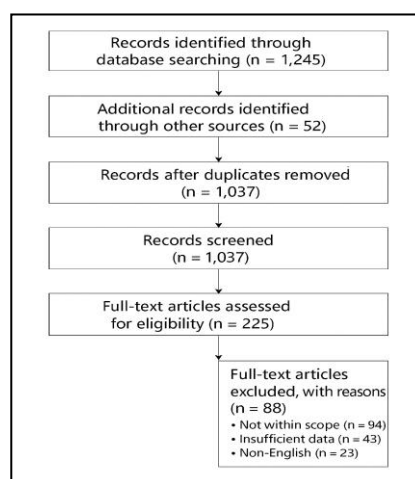 Records identified through
database searching (n = 1,245)
Additional records identified
through other sources (n = 52)
Records after duplicates removed
(n = 1,037)
Records screened
(n = 1,037)
Full-text articles assessed
for eligibility (n = 225)
Full-text articles
excluded, with reasons
(n = 88)
• Not within scope (n = 94)
• Insufficient data (n = 43)
• Non-English (n = 23)